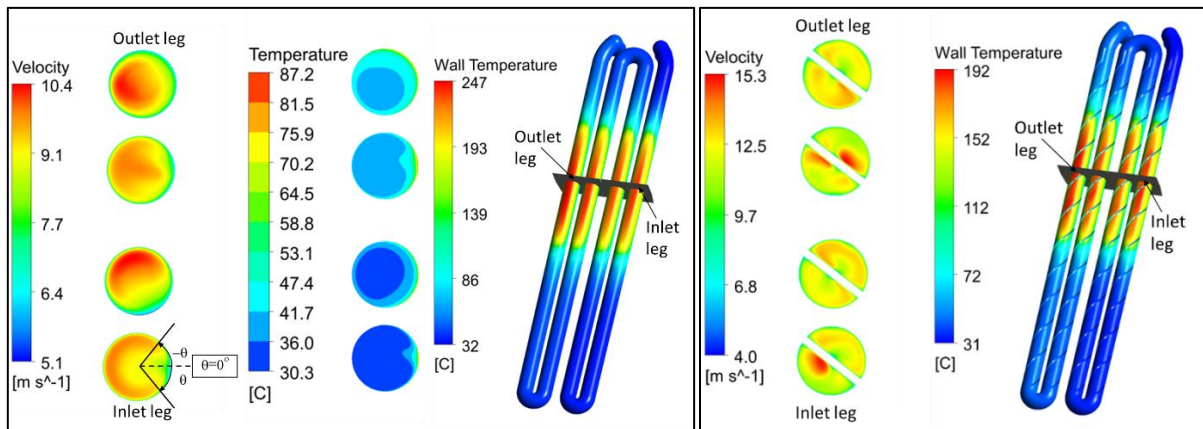 Outlet leg
Velocity
10.4
9.1
7.7
6.4
5.1
[m s^-1]
−θ
θ=0°
θ
Inlet leg
Temperature
87.2
81.5
75.9
70.2
64.5
58.8
53.1
47.4
41.7
36.0
30.3
[C]
Wall Temperature
247
193
139
86
32
[C]
Outlet
leg
Inlet
leg
Outlet leg
Velocity
15.3
12.5
9.7
6.8
4.0
[m s^-1]
Inlet leg
Wall Temperature
192
152
112
72
31
[C]
Outlet
leg
Inlet
leg